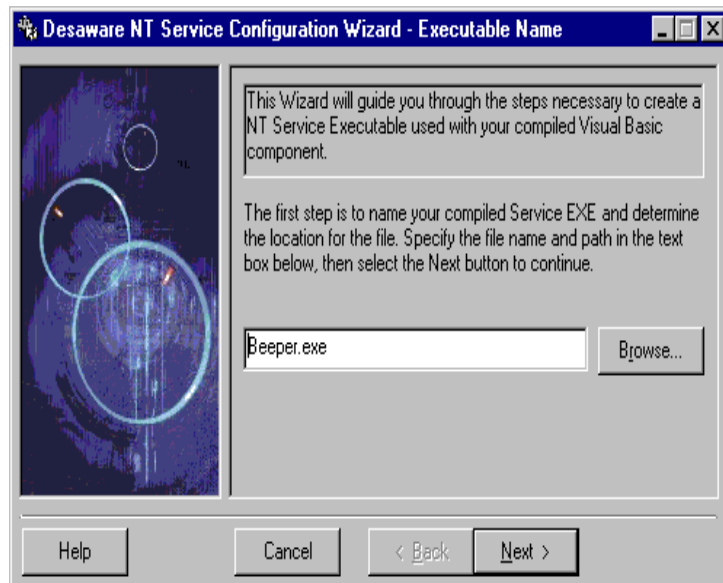 Desaware NT Service Configuration Wizard - Executable Name
This Wizard will guide you through the steps necessary to create a
NT Service Executable used with your compiled Visual Basic
component.
The first step is to name your compiled Service EXE and determine
the location for the file. Specify the file name and path in the text
box below, then select the Next button to continue.
Beeper.exe
Browse...
Help
Cancel
< Back
Next >